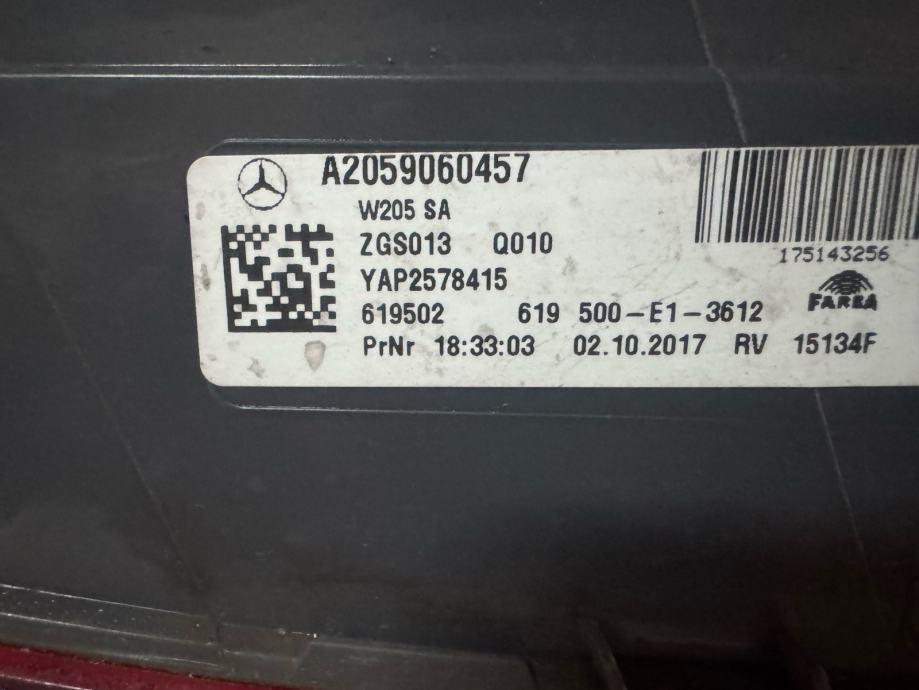 A2059060457
W205 SA
ZGS013 Q010
YAP2578415
175143256
FARBA
619502 619 500-E1-3612
PrNr 18:33:03 02.10.2017 RV 15134F